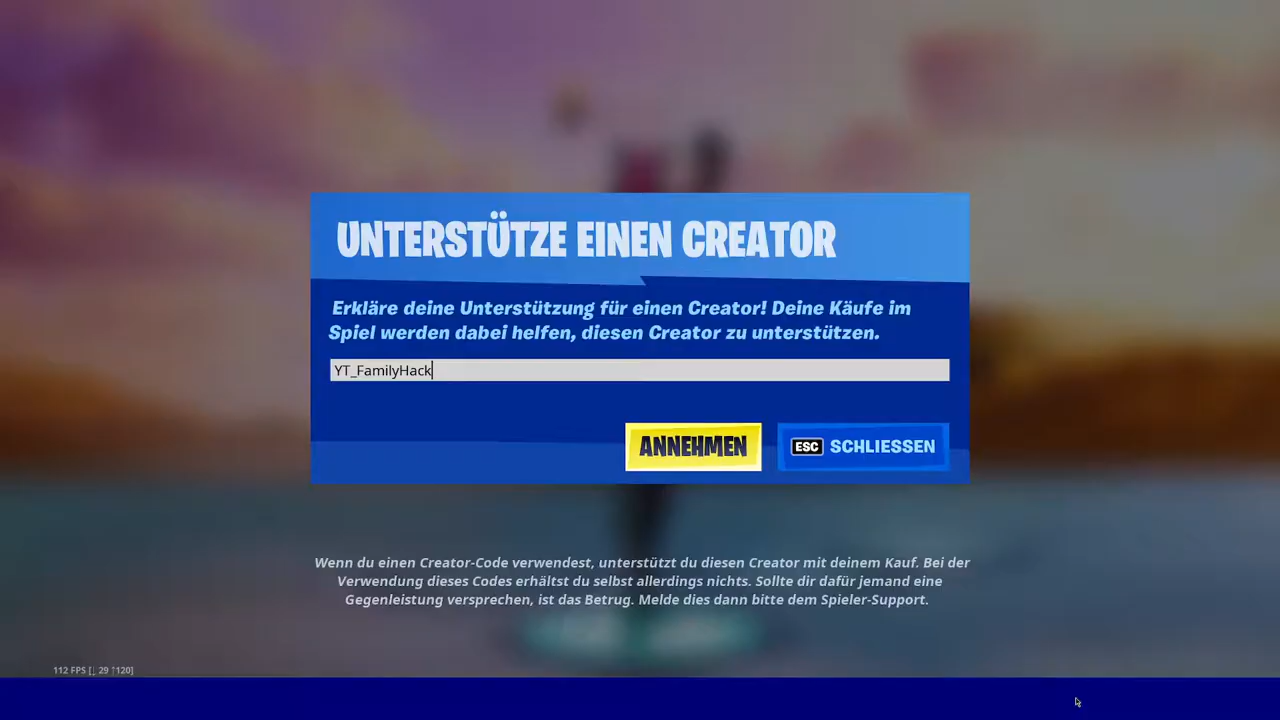 UNTERSTÜTZE EINEN CREATOR
Erkläre deine Unterstützung für einen Creator! Deine Käufe im
Spiel werden dabei helfen, diesen Creator zu unterstützen.
YT_FamilyHack
ANNEHMEN
ESC SCHLIESSEN
Wenn du einen Creator-Code verwendest, unterstützt du diesen Creator mit deinem Kauf. Bei der
Verwendung dieses Codes erhältst du selbst allerdings nichts. Sollte dir dafür jemand eine
Gegenleistung versprechen, ist das Betrug. Melde dies dann bitte dem Spieler-Support.
112 FPS [↓ 29 ↑120]